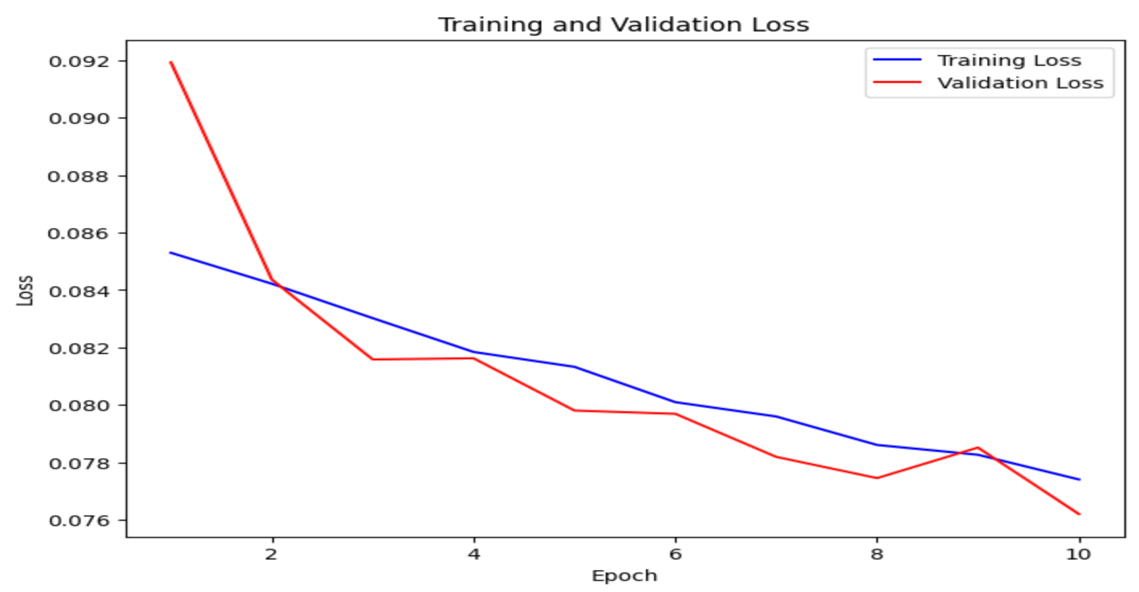 Training and Validation Loss
Training Loss
Validation Loss
0.092
0.090
0.088
0.086
0.084
0.082
0.080
0.078
0.076
Loss
2 4 6 8 10
Epoch